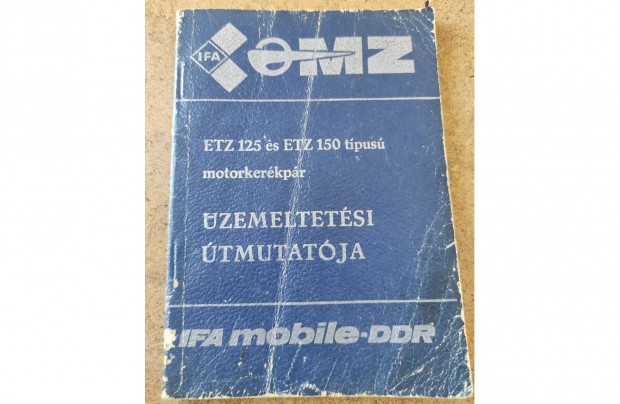 IFA MZ
ETZ 125 és ETZ 150 típusú
motorkerékpár
ÜZEMELTETÉSI
ÚTMUTATÓJA
IFA mobile-DDR